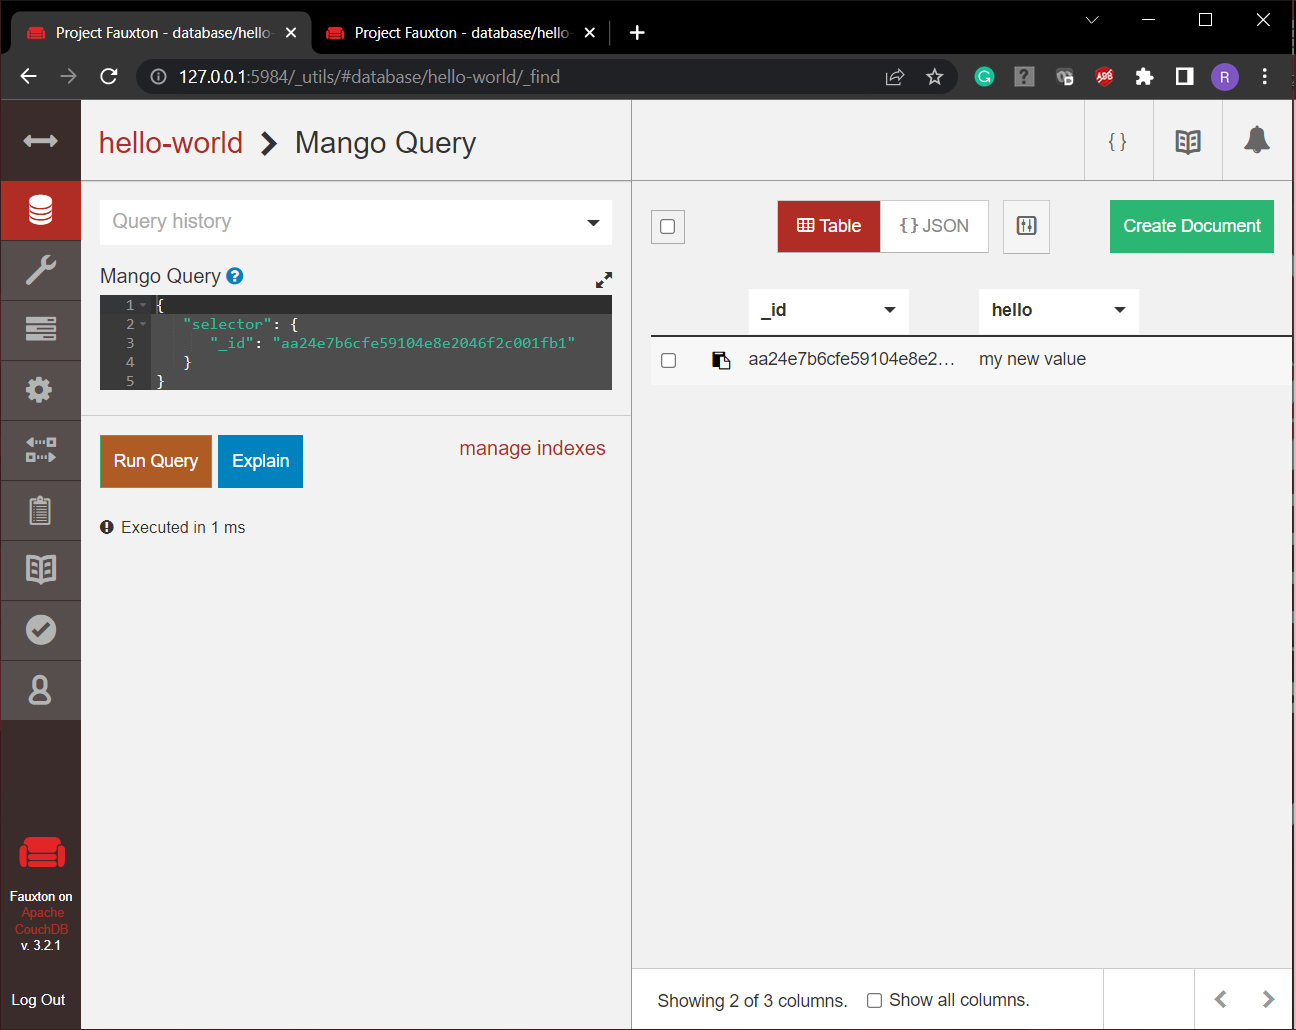 Project Fauxton - database/hello-
Project Fauxton - database/hello-
127.0.0.1:5984/_utils/#database/hello-world/_find
ABP
R
hello-world
Mango Query
{ }
Query history
Table
{ } JSON
Create Document
Mango Query
_id
hello
1 {
2 "selector": {
3 "_id": "aa24e7b6cfe59104e8e2046f2c001fb1"
4 }
5 }
aa24e7b6cfe59104e8e2...
my new value
Run Query
Explain
manage indexes
Executed in 1 ms
Fauxton on
Apache
CouchDB
v. 3.2.1
Log Out
Showing 2 of 3 columns.
Show all columns.